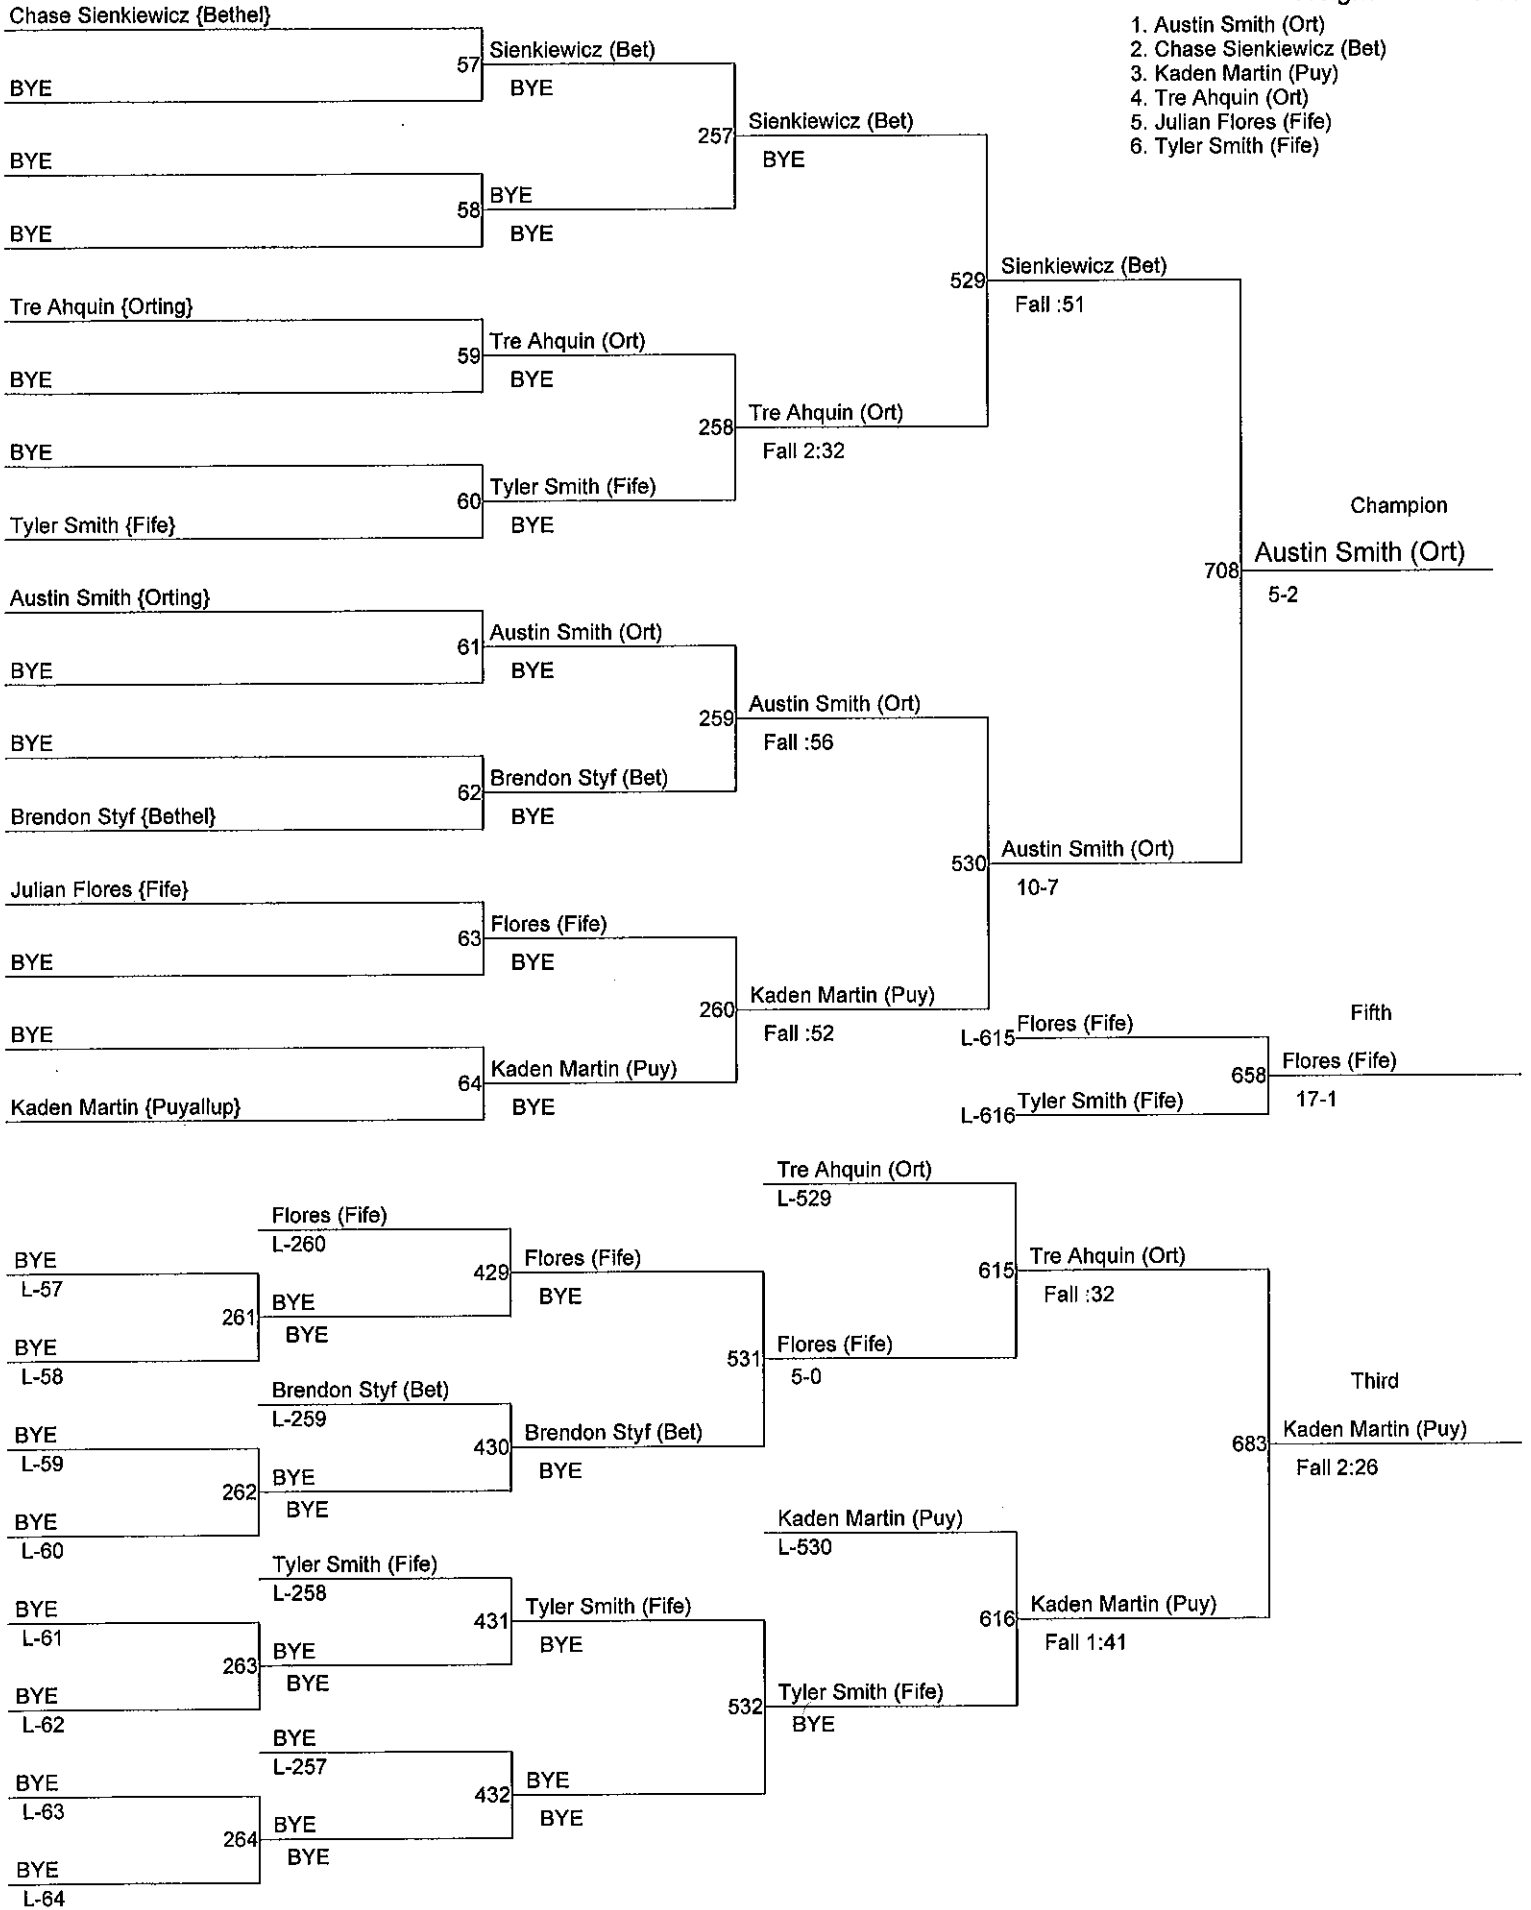 1. Austin Smith (Ort)
2. Chase Sienkiewicz (Bet)
3. Kaden Martin (Puy)
4. Tre Ahquin (Ort)
5. Julian Flores (Fife)
6. Tyler Smith (Fife)
Chase Sienkiewicz {Bethel}
57
Sienkiewicz (Bet)
BYE
BYE
257
Sienkiewicz (Bet)
BYE
BYE
58
BYE
BYE
BYE
529
Sienkiewicz (Bet)
Fall :51
Tre Ahquin {Orting}
59
Tre Ahquin (Ort)
BYE
BYE
258
Tre Ahquin (Ort)
Fall 2:32
BYE
60
Tyler Smith (Fife)
BYE
Tyler Smith {Fife}
Champion
708
Austin Smith (Ort)
5-2
Austin Smith {Orting}
61
Austin Smith (Ort)
BYE
BYE
259
Austin Smith (Ort)
Fall :56
BYE
62
Brendon Styf (Bet)
BYE
Brendon Styf {Bethel}
530
Austin Smith (Ort)
10-7
Julian Flores {Fife}
63
Flores (Fife)
BYE
BYE
260
Kaden Martin (Puy)
Fall :52
BYE
64
Kaden Martin (Puy)
BYE
Kaden Martin {Puyallup}
Fifth
L-615
Flores (Fife)
658
Flores (Fife)
17-1
L-616
Tyler Smith (Fife)
Tre Ahquin (Ort)
L-529
Flores (Fife)
L-260
BYE
L-57
429
Flores (Fife)
BYE
615
Tre Ahquin (Ort)
Fall :32
261
BYE
BYE
BYE
L-58
531
Flores (Fife)
5-0
Brendon Styf (Bet)
L-259
Third
BYE
L-59
430
Brendon Styf (Bet)
BYE
683
Kaden Martin (Puy)
Fall 2:26
262
BYE
BYE
BYE
L-60
Kaden Martin (Puy)
L-530
Tyler Smith (Fife)
L-258
BYE
L-61
431
Tyler Smith (Fife)
BYE
616
Kaden Martin (Puy)
Fall 1:41
263
BYE
BYE
BYE
L-62
532
Tyler Smith (Fife)
BYE
BYE
L-257
BYE
L-63
432
BYE
BYE
264
BYE
BYE
BYE
L-64